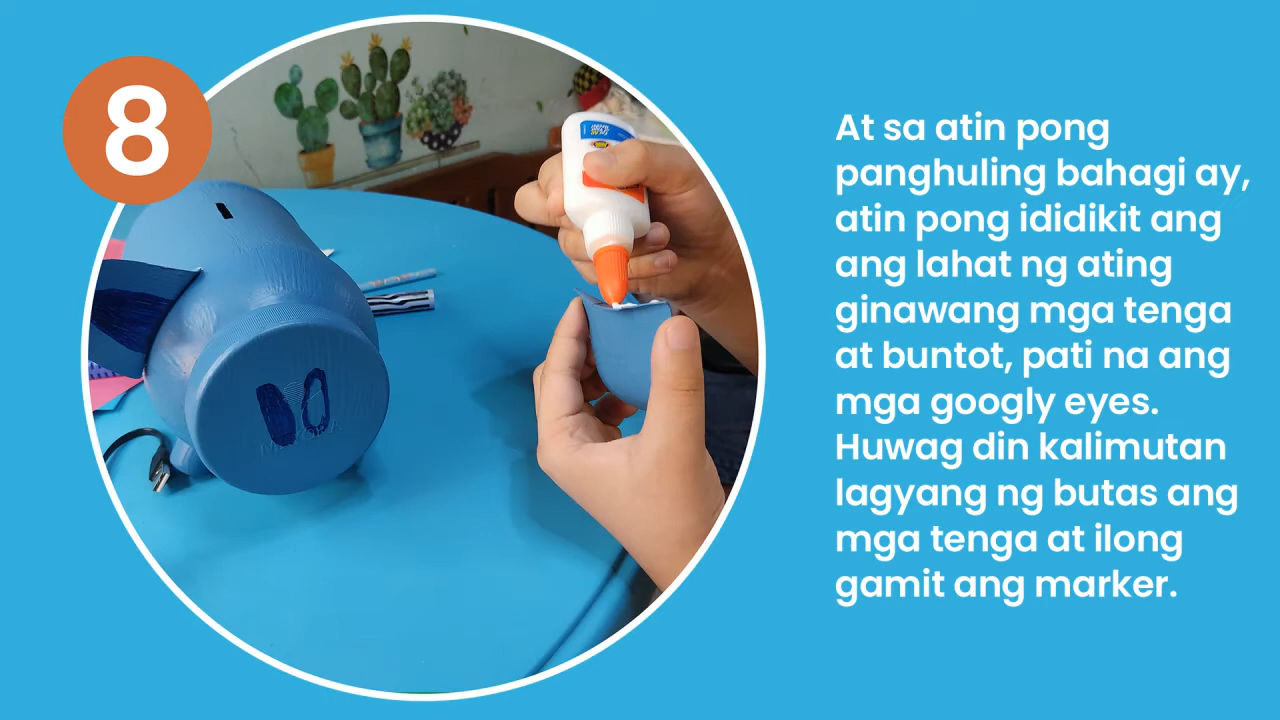 8
At sa atin pong
panghuling bahagi ay,
atin pong ididikit ang
ang lahat ng ating
ginawang mga tenga
at buntot, pati na ang
mga googly eyes.
Huwag din kalimutan
lagyang ng butas ang
mga tenga at ilong
gamit ang marker.